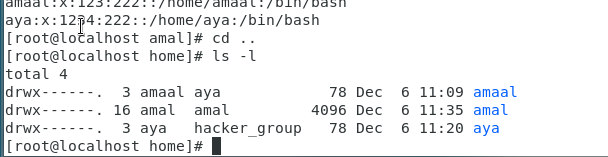 amaal:x:123:222::/home/amaal:/bin/bash
aya:x:1234:222::/home/aya:/bin/bash
[root@localhost amal]# cd ..
[root@localhost home]# ls -l
total 4
drwx------.  3 amaal aya            78 Dec  6 11:09 amaal
drwx------. 16 amal  amal         4096 Dec  6 11:35 amal
drwx------.  3 aya   hacker_group   78 Dec  6 11:20 aya
[root@localhost home]#